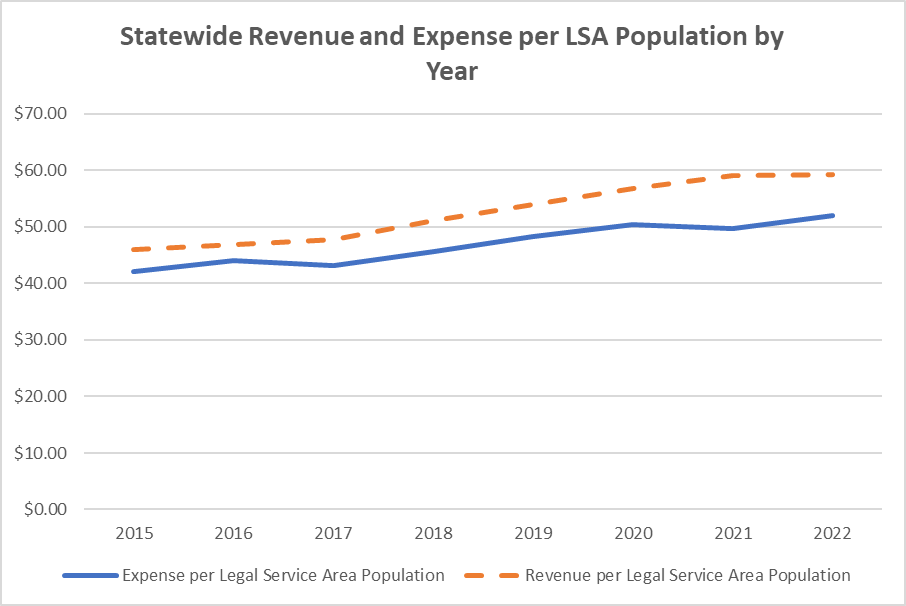 Statewide Revenue and Expense per LSA Population by
Year
$70.00
$60.00
$50.00
$40.00
$30.00
$20.00
$10.00
$0.00
2015 2016 2017 2018 2019 2020 2021 2022
Expense per Legal Service Area Population Revenue per Legal Service Area Population